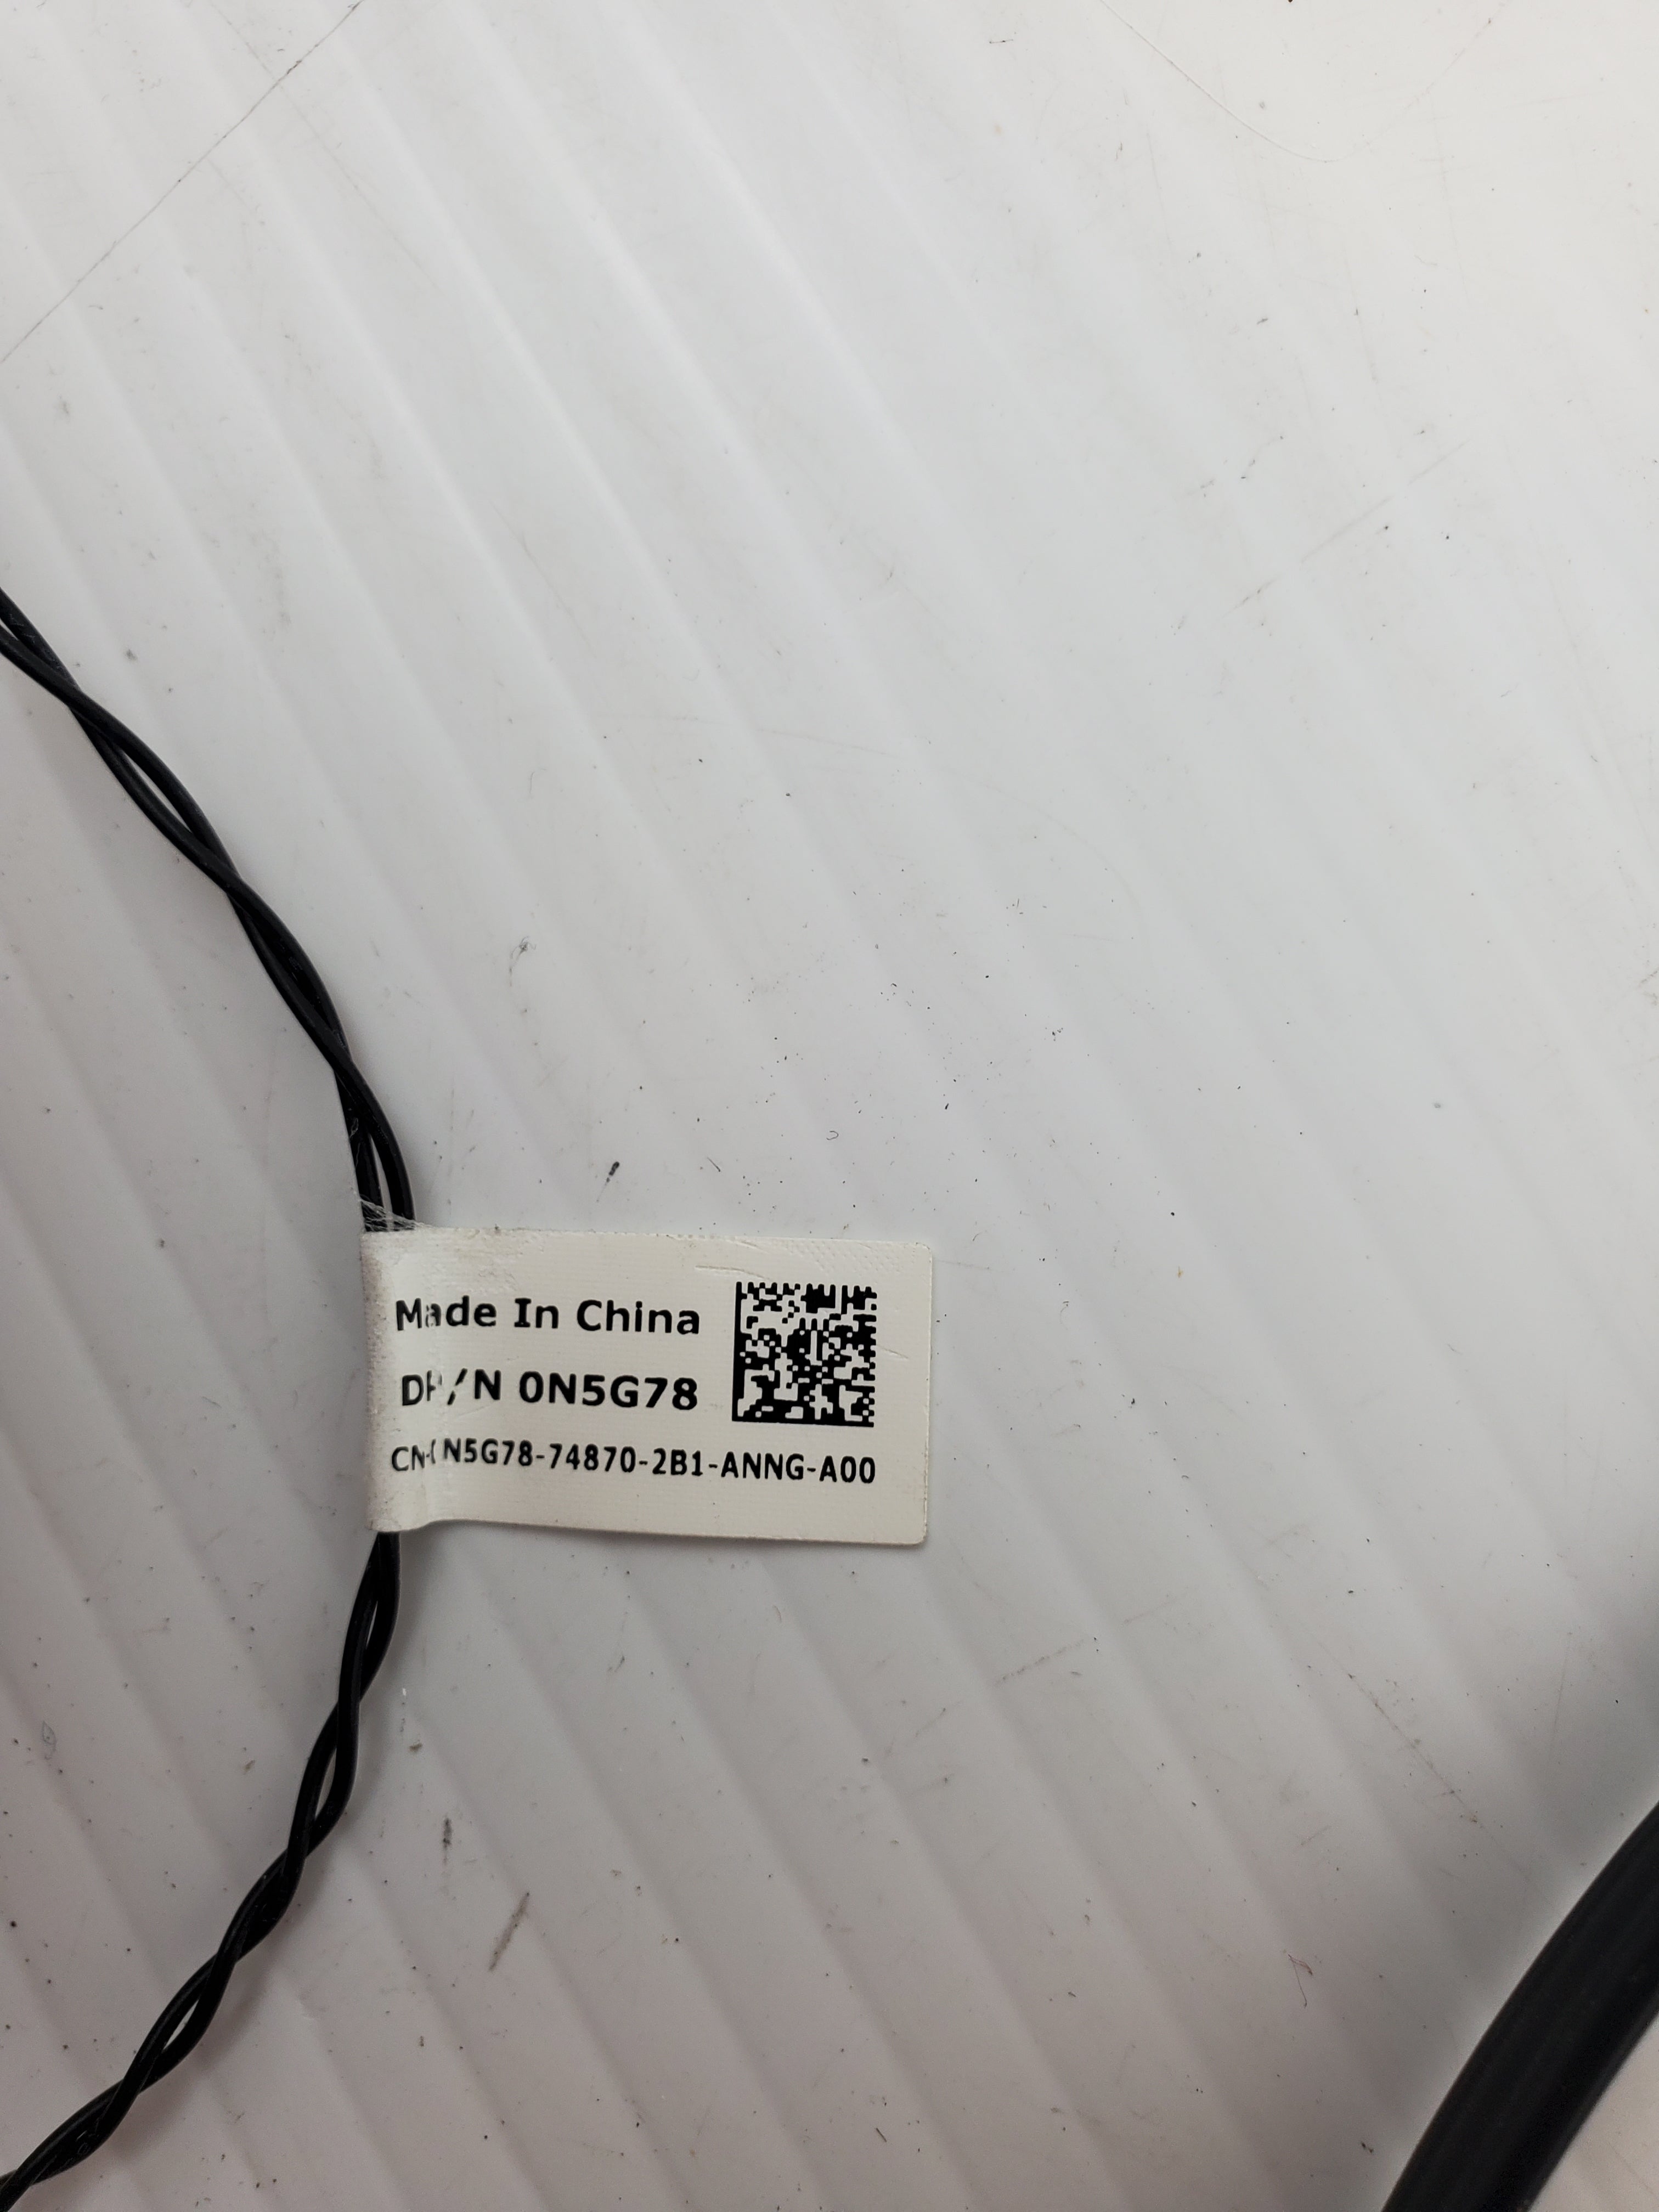 Made In China
DP/N 0N5G78
CN-0N5G78-74870-2B1-ANNG-A00